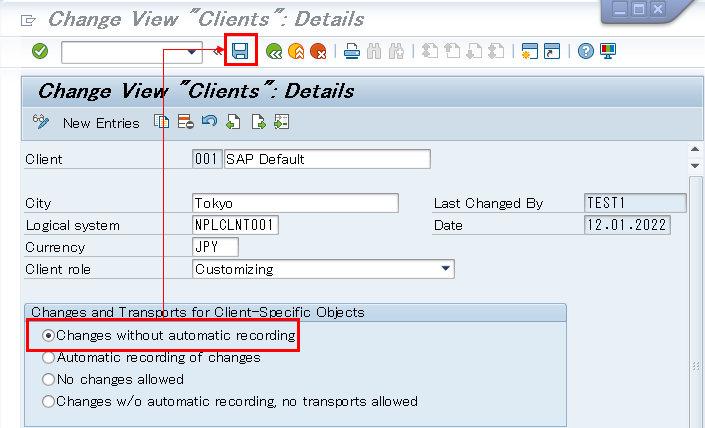 Change View "Clients": Details
Change View "Clients": Details
New Entries
Client 001 SAP Default
City Tokyo Last Changed By TEST1
Logical system NPLCLNT001 Date 12.01.2022
Currency JPY
Client role Customizing
Changes and Transports for Client-Specific Objects
Changes without automatic recording
Automatic recording of changes
No changes allowed
Changes w/o automatic recording, no transports allowed